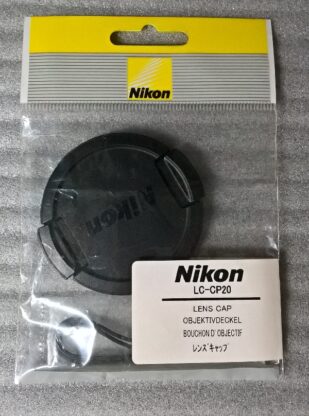 Nikon
Nikon
Nikon
LC-CP20
LENS CAP
OBJEKTIVDECKEL
BOUCHON D'OBJECTIF
レンズキャップ